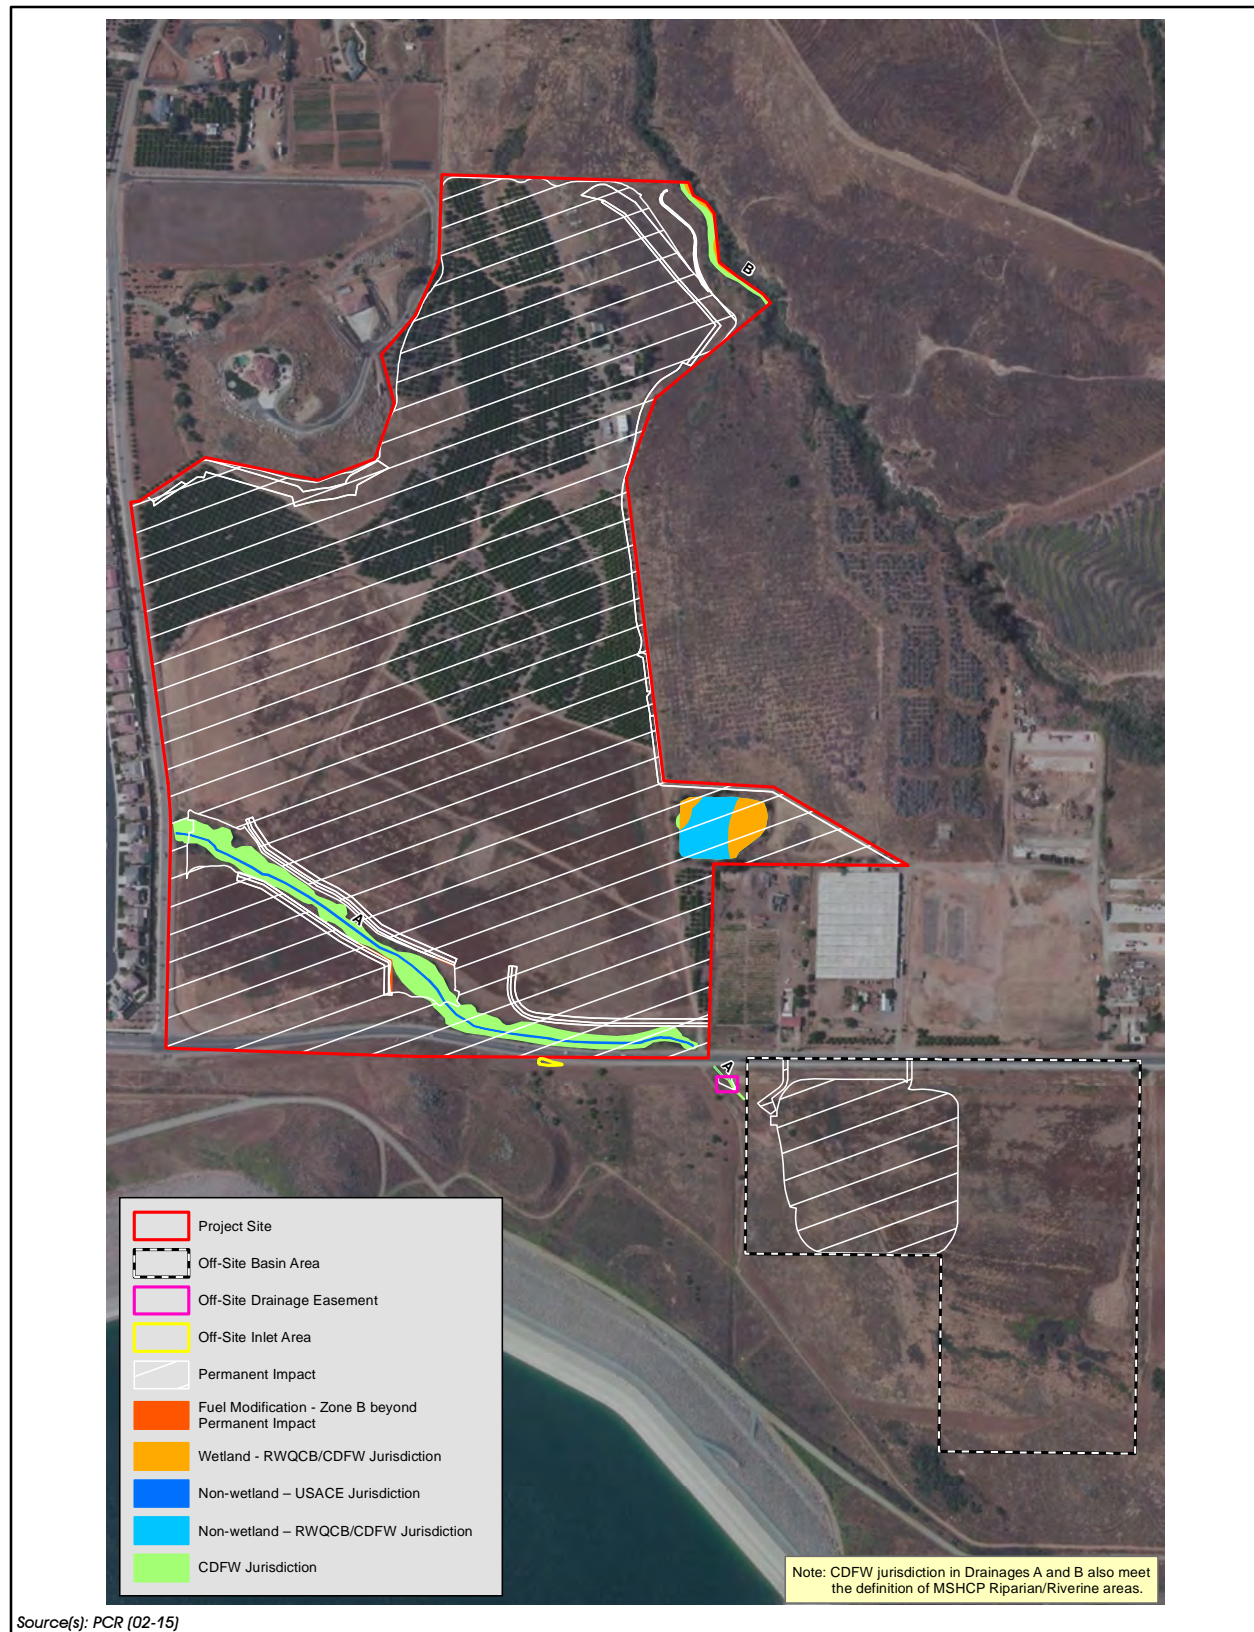 B
A
A
Project Site
Off-Site Basin Area
Off-Site Drainage Easement
Off-Site Inlet Area
Permanent Impact
Fuel Modification - Zone B beyond
Permanent Impact
Wetland - RWQCB/CDFW Jurisdiction
Non-wetland – USACE Jurisdiction
Non-wetland – RWQCB/CDFW Jurisdiction
CDFW Jurisdiction
Note: CDFW jurisdiction in Drainages A and B also meet
the definition of MSHCP Riparian/Riverine areas.
Source(s): PCR (02-15)